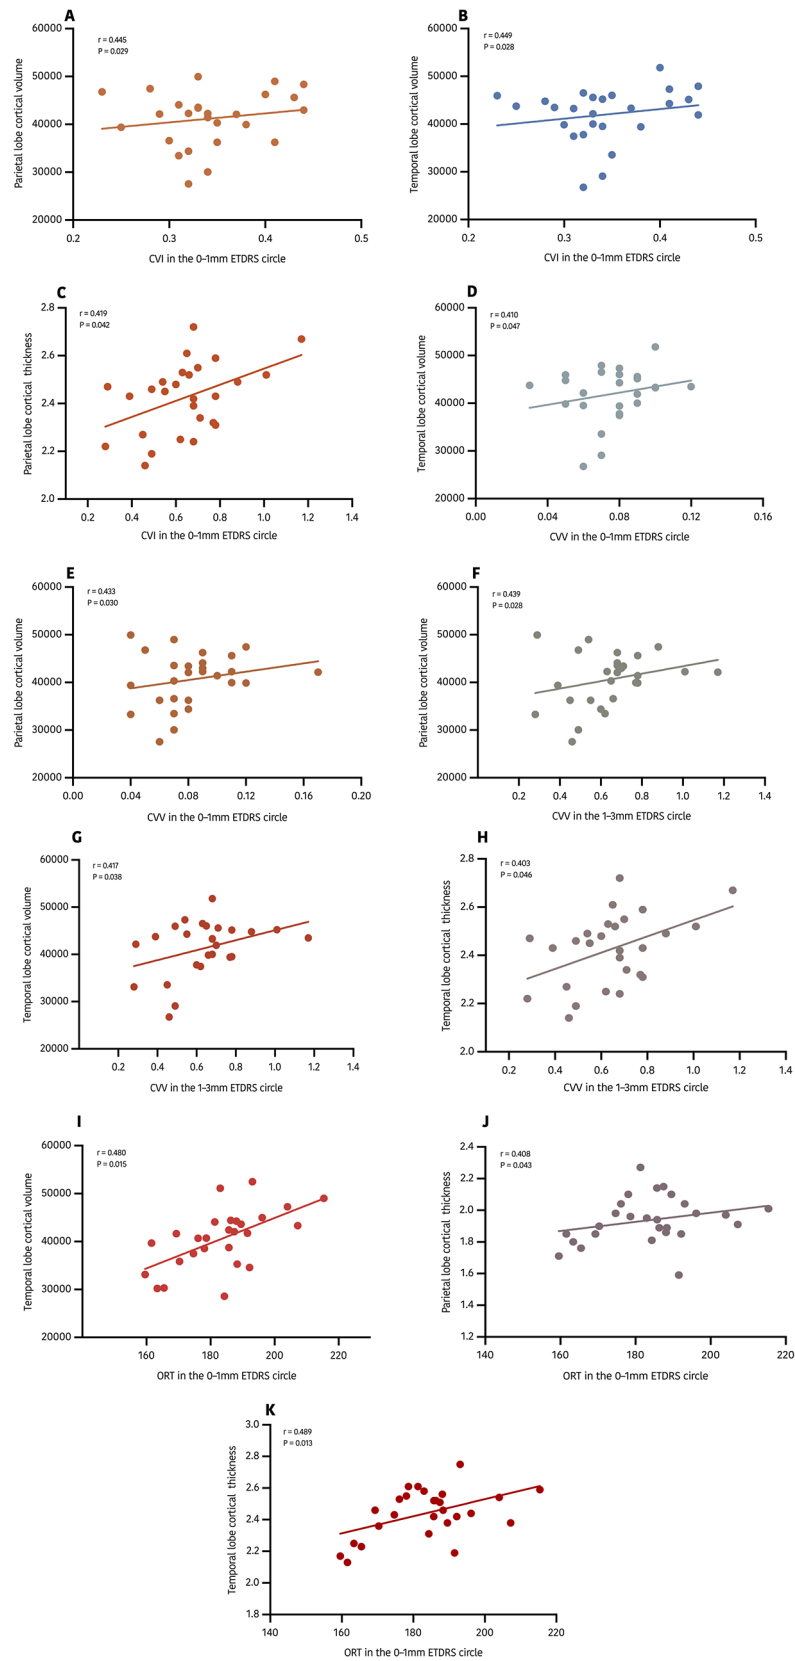 A
r = 0.445
P = 0.029
Parietal lobe cortical volume
60000
50000
40000
30000
20000
0.2 0.3 0.4 0.5
CVI in the 0–1mm ETDRS circle
B
r = 0.449
P = 0.028
Temporal lobe cortical volume
60000
50000
40000
30000
20000
0.2 0.3 0.4 0.5
CVI in the 0–1mm ETDRS circle
C
r = 0.419
P = 0.042
Parietal lobe cortical thickness
2.8
2.6
2.4
2.2
2.0
0.2 0.4 0.6 0.8 1.0 1.2 1.4
CVI in the 0–1mm ETDRS circle
D
r = 0.410
P = 0.047
Temporal lobe cortical volume
60000
50000
40000
30000
20000
0.00 0.04 0.08 0.12 0.16
CVV in the 0–1mm ETDRS circle
E
r = 0.433
P = 0.030
Parietal lobe cortical volume
60000
50000
40000
30000
20000
0.00 0.04 0.08 0.12 0.16 0.20
CVV in the 0–1mm ETDRS circle
F
r = 0.439
P = 0.028
Parietal lobe cortical volume
60000
50000
40000
30000
20000
0.2 0.4 0.6 0.8 1.0 1.2 1.4
CVV in the 1–3mm ETDRS circle
G
r = 0.417
P = 0.038
Temporal lobe cortical volume
60000
50000
40000
30000
20000
0.2 0.4 0.6 0.8 1.0 1.2 1.4
CVV in the 1–3mm ETDRS circle
H
r = 0.403
P = 0.046
Temporal lobe cortical thickness
2.8
2.6
2.4
2.2
2.0
0.2 0.4 0.6 0.8 1.0 1.2 1.4
CVV in the 1–3mm ETDRS circle
I
r = 0.480
P = 0.015
Temporal lobe cortical volume
60000
50000
40000
30000
20000
160 180 200 220
ORT in the 0–1mm ETDRS circle
J
r = 0.408
P = 0.043
Parietal lobe cortical thickness
2.4
2.2
2.0
1.8
1.6
1.4
1.2
140 160 180 200 220
ORT in the 0–1mm ETDRS circle
K
r = 0.489
P = 0.013
Temporal lobe cortical thickness
3.0
2.8
2.6
2.4
2.2
2.0
1.8
140 160 180 200 220
ORT in the 0–1mm ETDRS circle